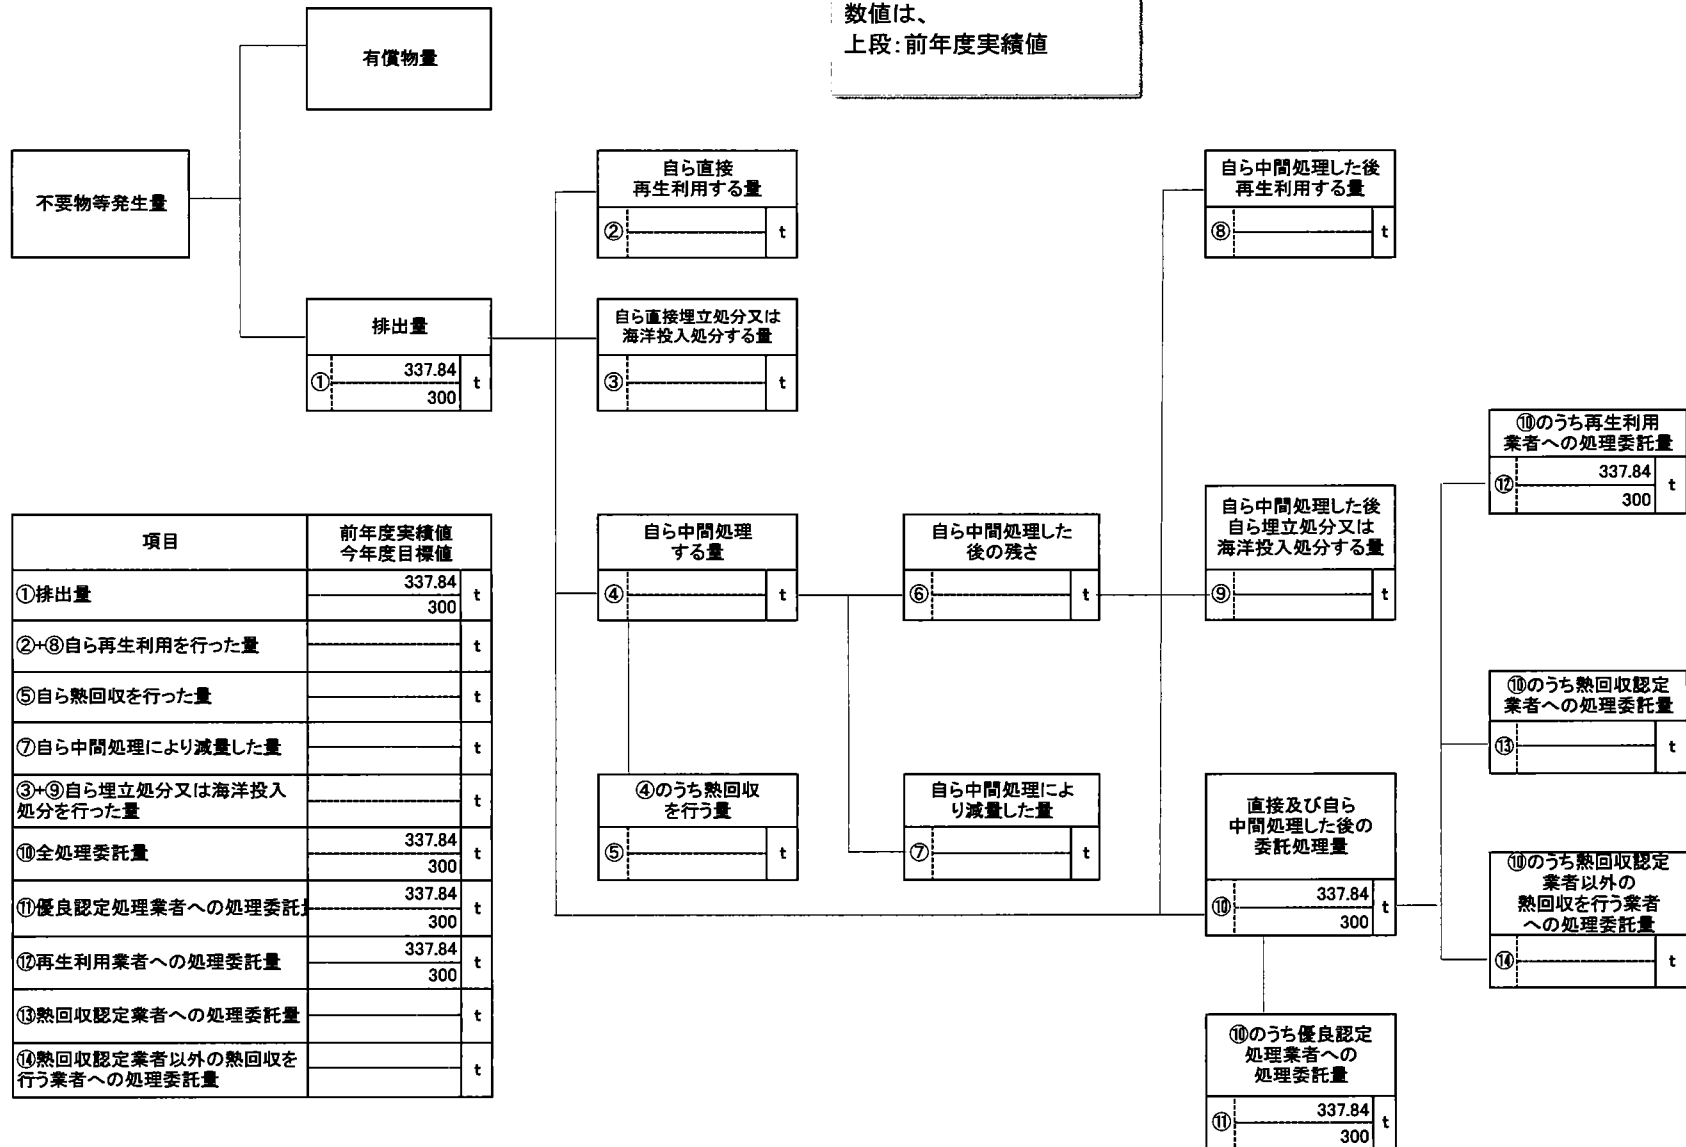 数値は、
上段：前年度実績値
有償物量
不要物等発生量
排出量
① 337.84 t
300
自ら直接
再生利用する量
② t
自ら直接埋立処分又は
海洋投入処分する量
③ t
自ら中間処理
する量
④ t
④のうち熱回収
を行う量
⑤ t
自ら中間処理した
後の残さ
⑥ t
自ら中間処理によ
り減量した量
⑦ t
自ら中間処理した後
再生利用する量
⑧ t
自ら中間処理した後
自ら埋立処分又は
海洋投入処分する量
⑨ t
直接及び自ら
中間処理した後の
委託処理量
⑩ 337.84 t
300
⑩のうち優良認定
処理業者への
処理委託量
⑪ 337.84 t
300
⑩のうち再生利用
業者への処理委託量
⑫ 337.84 t
300
⑩のうち熱回収認定
業者への処理委託量
⑬ t
⑩のうち熱回収認定
業者以外の
熱回収を行う業者
への処理委託量
⑭ t
項目 前年度実績値
今年度目標値
①排出量 337.84 t
300
②+⑧自ら再生利用を行った量 t
⑤自ら熱回収を行った量 t
⑦自ら中間処理により減量した量 t
③+⑨自ら埋立処分又は海洋投入
処分を行った量 t
⑩全処理委託量 337.84 t
300
⑪優良認定処理業者への処理委託 337.84 t
300
⑫再生利用業者への処理委託量 337.84 t
300
⑬熱回収認定業者への処理委託量 t
⑭熱回収認定業者以外の熱回収を
行う業者への処理委託量 t